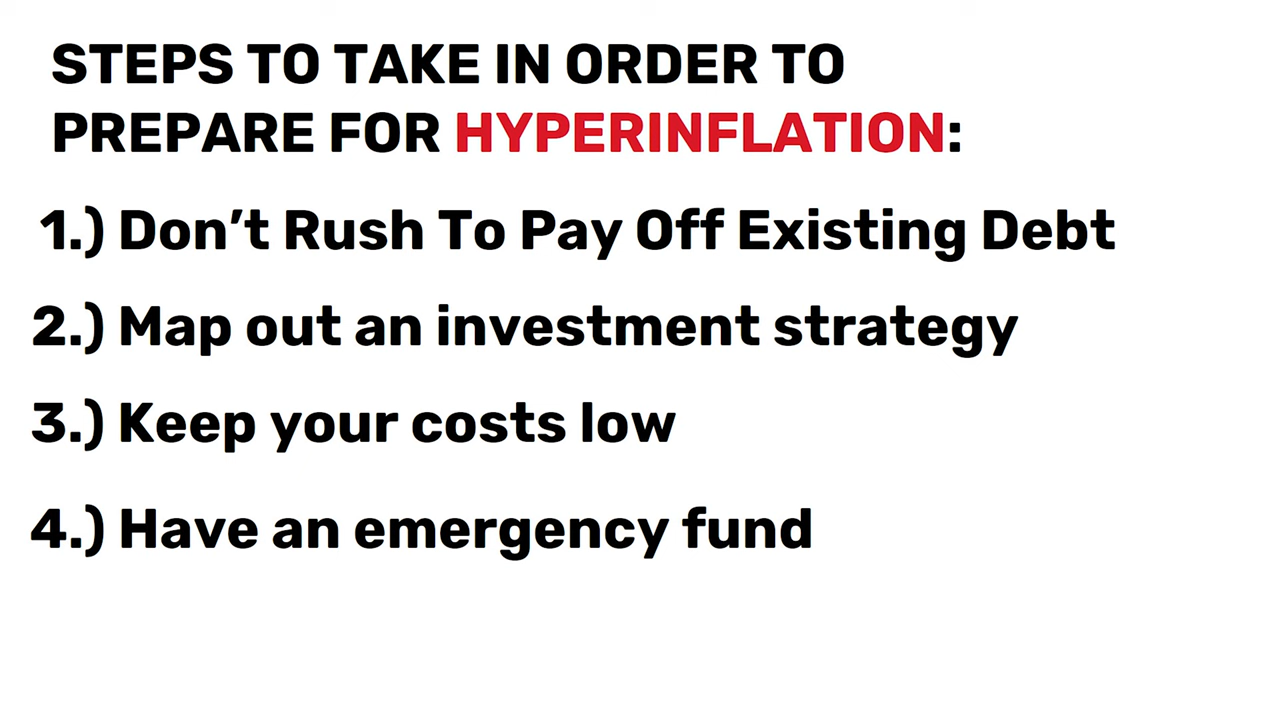 STEPS TO TAKE IN ORDER TO
PREPARE FOR HYPERINFLATION:
1.) Don’t Rush To Pay Off Existing Debt
2.) Map out an investment strategy
3.) Keep your costs low
4.) Have an emergency fund